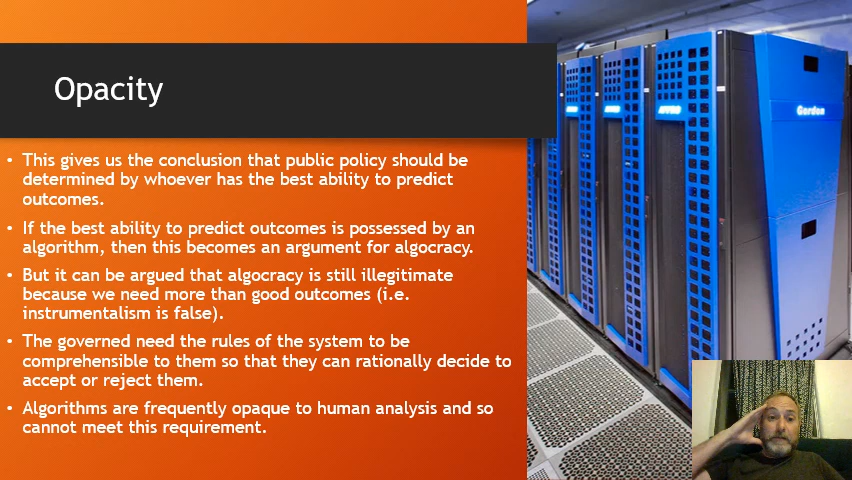 Opacity
• This gives us the conclusion that public policy should be
determined by whoever has the best ability to predict
outcomes.
• If the best ability to predict outcomes is possessed by an
algorithm, then this becomes an argument for algocracy.
• But it can be argued that algocracy is still illegitimate
because we need more than good outcomes (i.e.
instrumentalism is false).
• The governed need the rules of the system to be
comprehensible to them so that they can rationally decide to
accept or reject them.
• Algorithms are frequently opaque to human analysis and so
cannot meet this requirement.
Gordon